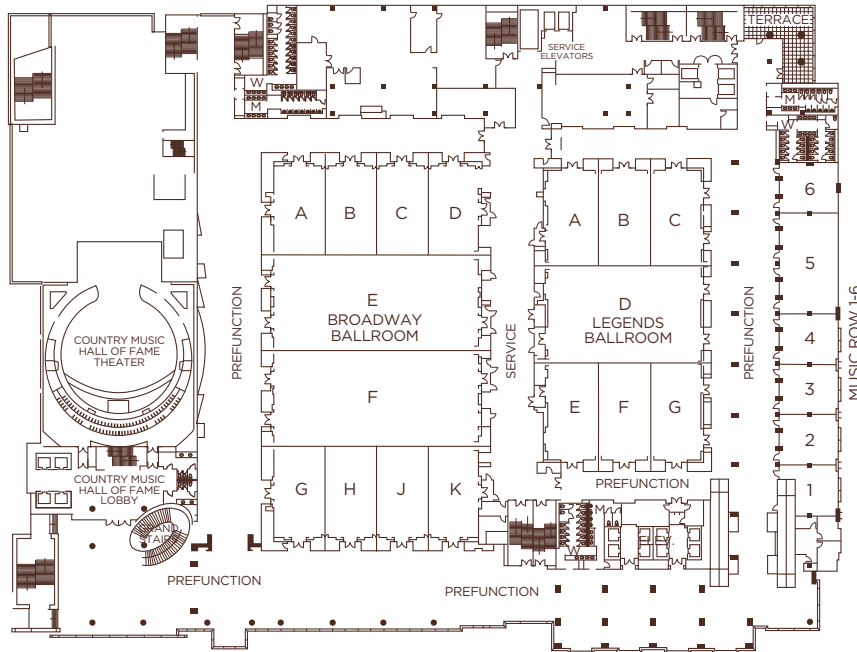 TERRACE
SERVICE
ELEVATORS
W
M
M
W
6
A
B
C
D
A
B
C
5
PREFUNCTION
E
BROADWAY
BALLROOM
SERVICE
D
LEGENDS
BALLROOM
PREFUNCTION
4
MUSIC ROW 1-6
COUNTRY MUSIC
HALL OF FAME
THEATER
F
3
E
F
G
2
COUNTRY MUSIC
HALL OF FAME
LOBBY
G
H
J
K
PREFUNCTION
1
GRAND
STAIRS
M
W
ELEV.
PREFUNCTION
PREFUNCTION